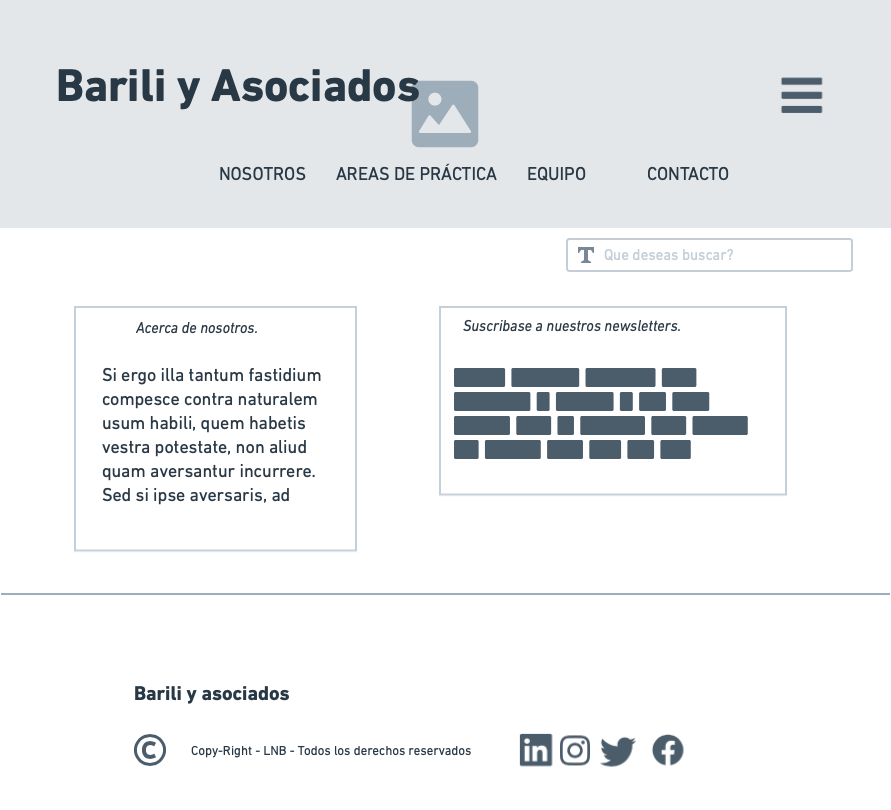 Barili y Asociados
NOSOTROS AREAS DE PRÁCTICA EQUIPO CONTACTO
T Que deseas buscar?
Acerca de nosotros.
Si ergo illa tantum fastidium
compesce contra naturalem
usum habili, quem habetis
vestra potestate, non aliud
quam aversantur incurrere.
Sed si ipse aversaris, ad
Suscribase a nuestros newsletters.
Barili y asociados
© Copy-Right - LNB - Todos los derechos reservados